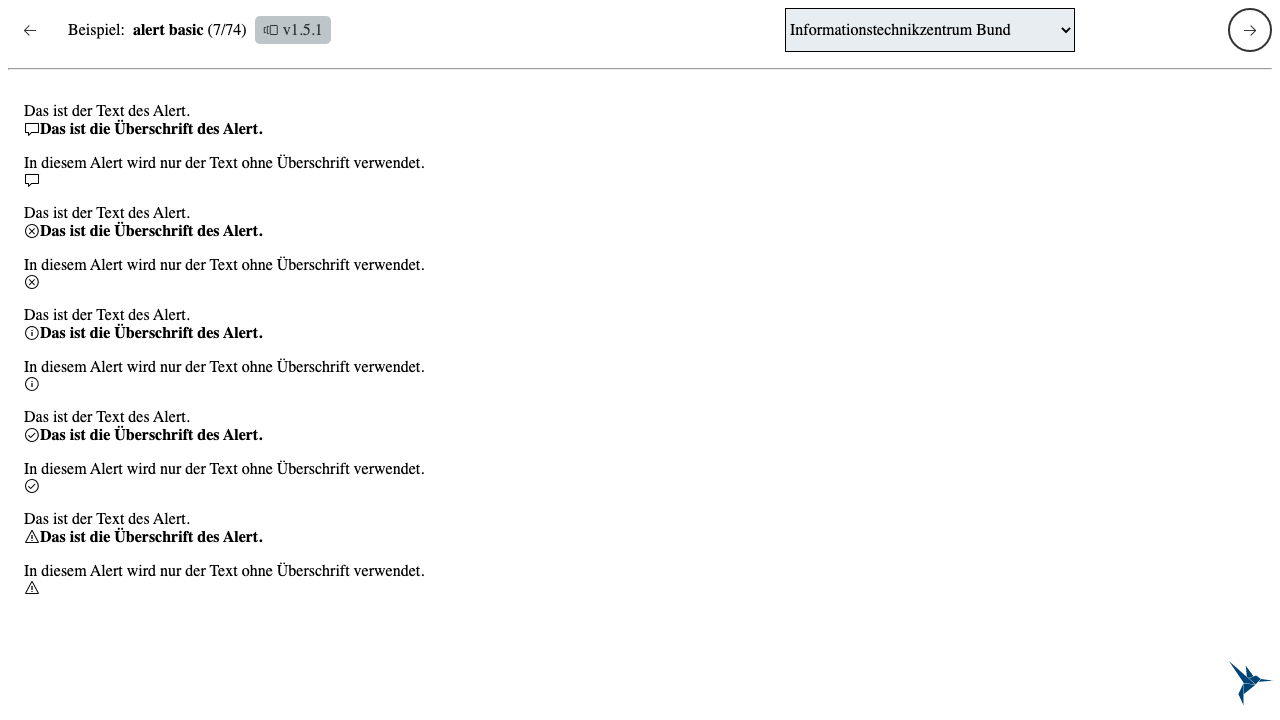 Beispiel: alert basic (7/74) v1.5.1 Informationstechnikzentrum Bund
Das ist der Text des Alert.
Das ist die Überschrift des Alert.
In diesem Alert wird nur der Text ohne Überschrift verwendet.
Das ist der Text des Alert.
Das ist die Überschrift des Alert.
In diesem Alert wird nur der Text ohne Überschrift verwendet.
Das ist der Text des Alert.
Das ist die Überschrift des Alert.
In diesem Alert wird nur der Text ohne Überschrift verwendet.
Das ist der Text des Alert.
Das ist die Überschrift des Alert.
In diesem Alert wird nur der Text ohne Überschrift verwendet.
Das ist der Text des Alert.
Das ist die Überschrift des Alert.
In diesem Alert wird nur der Text ohne Überschrift verwendet.